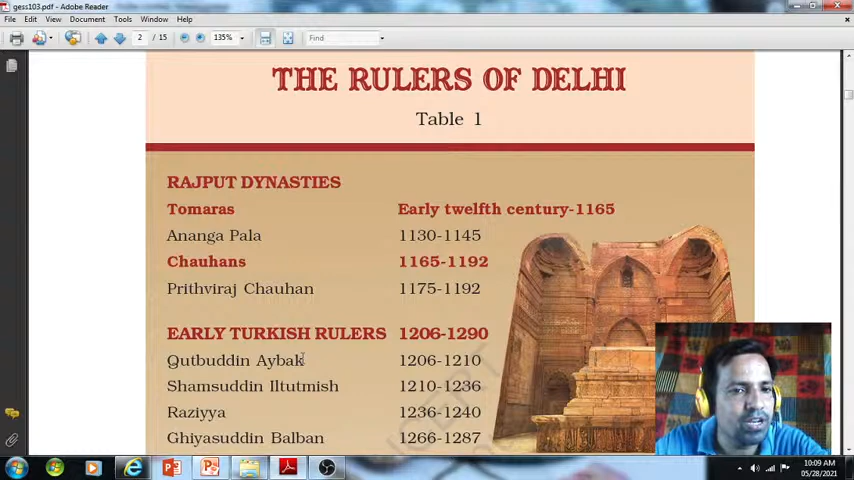 gess103.pdf - Adobe Reader
File Edit View Document Tools Window Help
2 / 15 135% Find
THE RULERS OF DELHI
Table 1
RAJPUT DYNASTIES
Tomaras Early twelfth century-1165
Ananga Pala 1130-1145
Chauhans 1165-1192
Prithviraj Chauhan 1175-1192
EARLY TURKISH RULERS 1206-1290
Qutbuddin Aybak 1206-1210
Shamsuddin Iltutmish 1210-1236
Raziyya 1236-1240
Ghiyasuddin Balban 1266-1287
NCERT
10:09 AM
05/28/2021